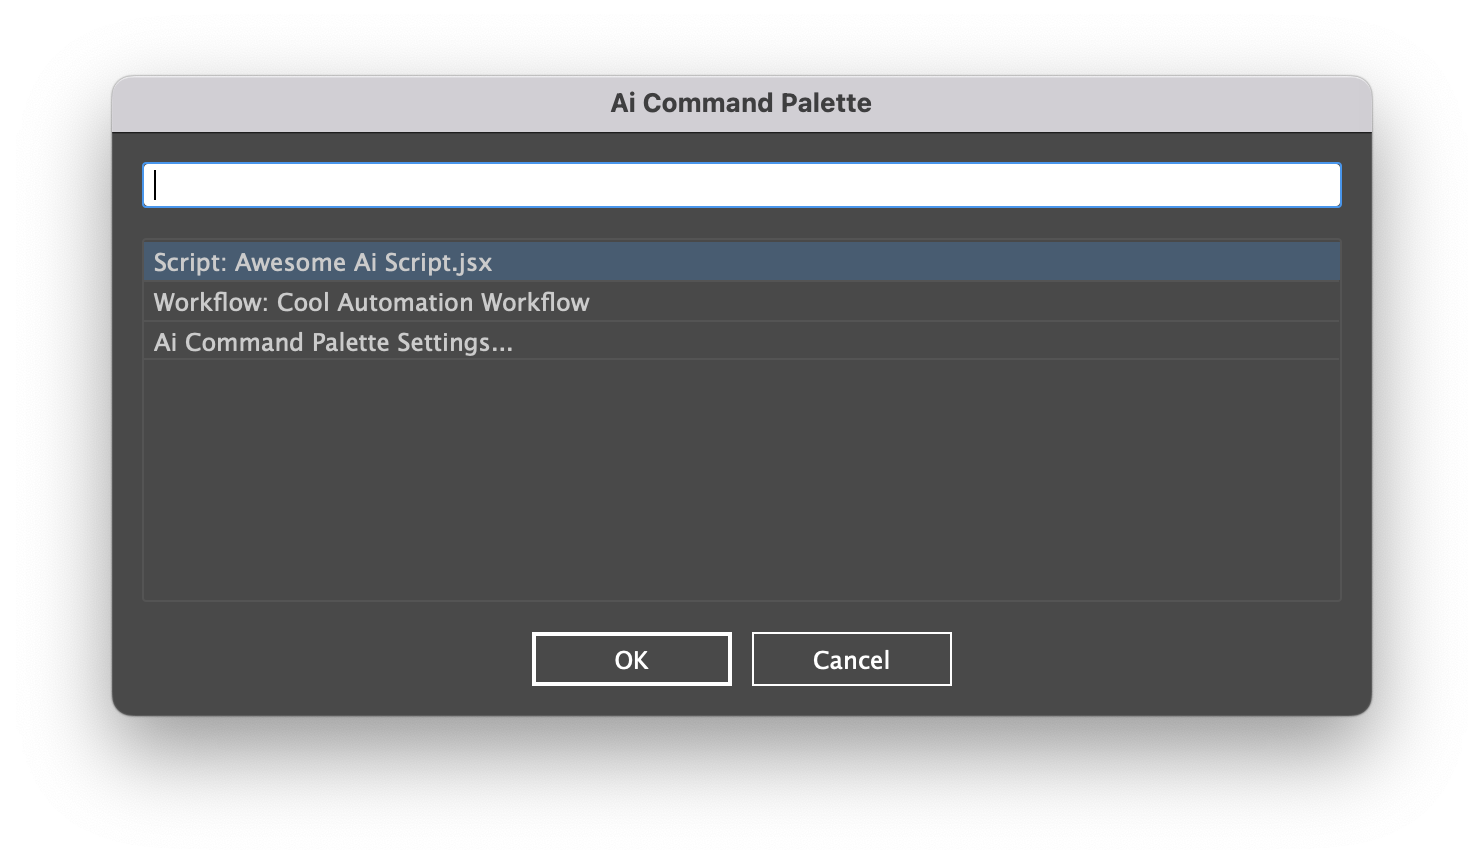 Ai Command Palette
Script: Awesome Ai Script.jsx
Workflow: Cool Automation Workflow
Ai Command Palette Settings...
OK
Cancel